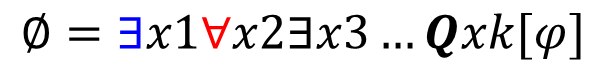 ∅ = ∃x1∀x2∃x3 … Qxk[φ]